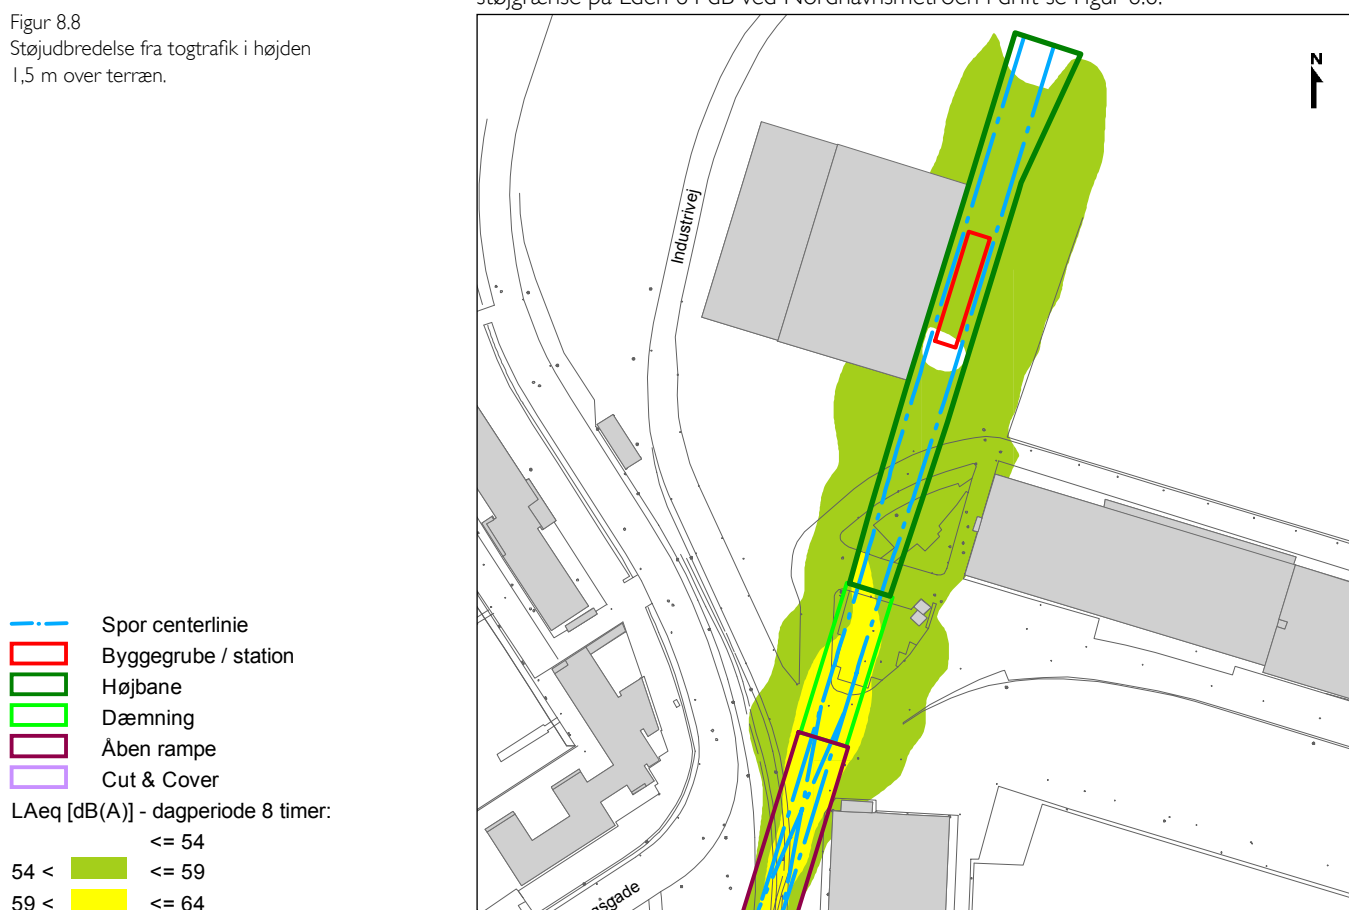 Figur 8.8
Støjudbredelse fra togtrafik i højden
1,5 m over terræn.
N
Industrivej
Spor centerlinie
Byggegrube / station
Højbane
Dæmning
Åben rampe
Cut & Cover
LAeq [dB(A)] - dagperiode 8 timer:
<= 54
54 < <= 59
59 < <= 64